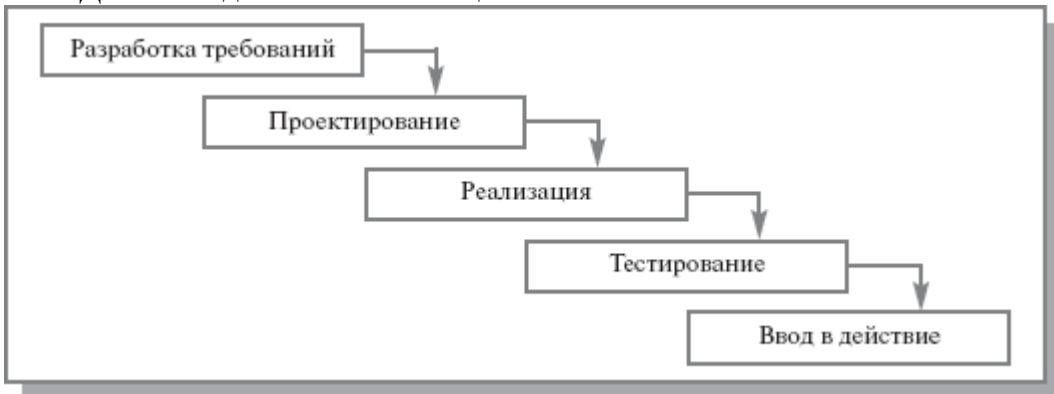 Разработка требований
Проектирование
Реализация
Тестирование
Ввод в действие